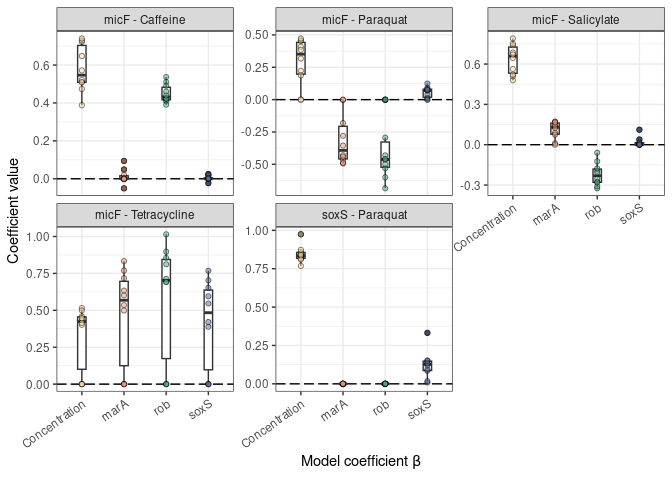 micF - Caffeine
micF - Paraquat
micF - Salicylate
0.6
0.4
0.2
0.0
0.50
0.25
0.00
-0.25
-0.50
0.6
0.3
0.0
-0.3
Concentration
marA
rob
soxS
Coefficient value
micF - Tetracycline
soxS - Paraquat
1.00
0.75
0.50
0.25
0.00
1.00
0.75
0.50
0.25
0.00
Concentration
marA
rob
soxS
Concentration
marA
rob
soxS
Model coefficient β